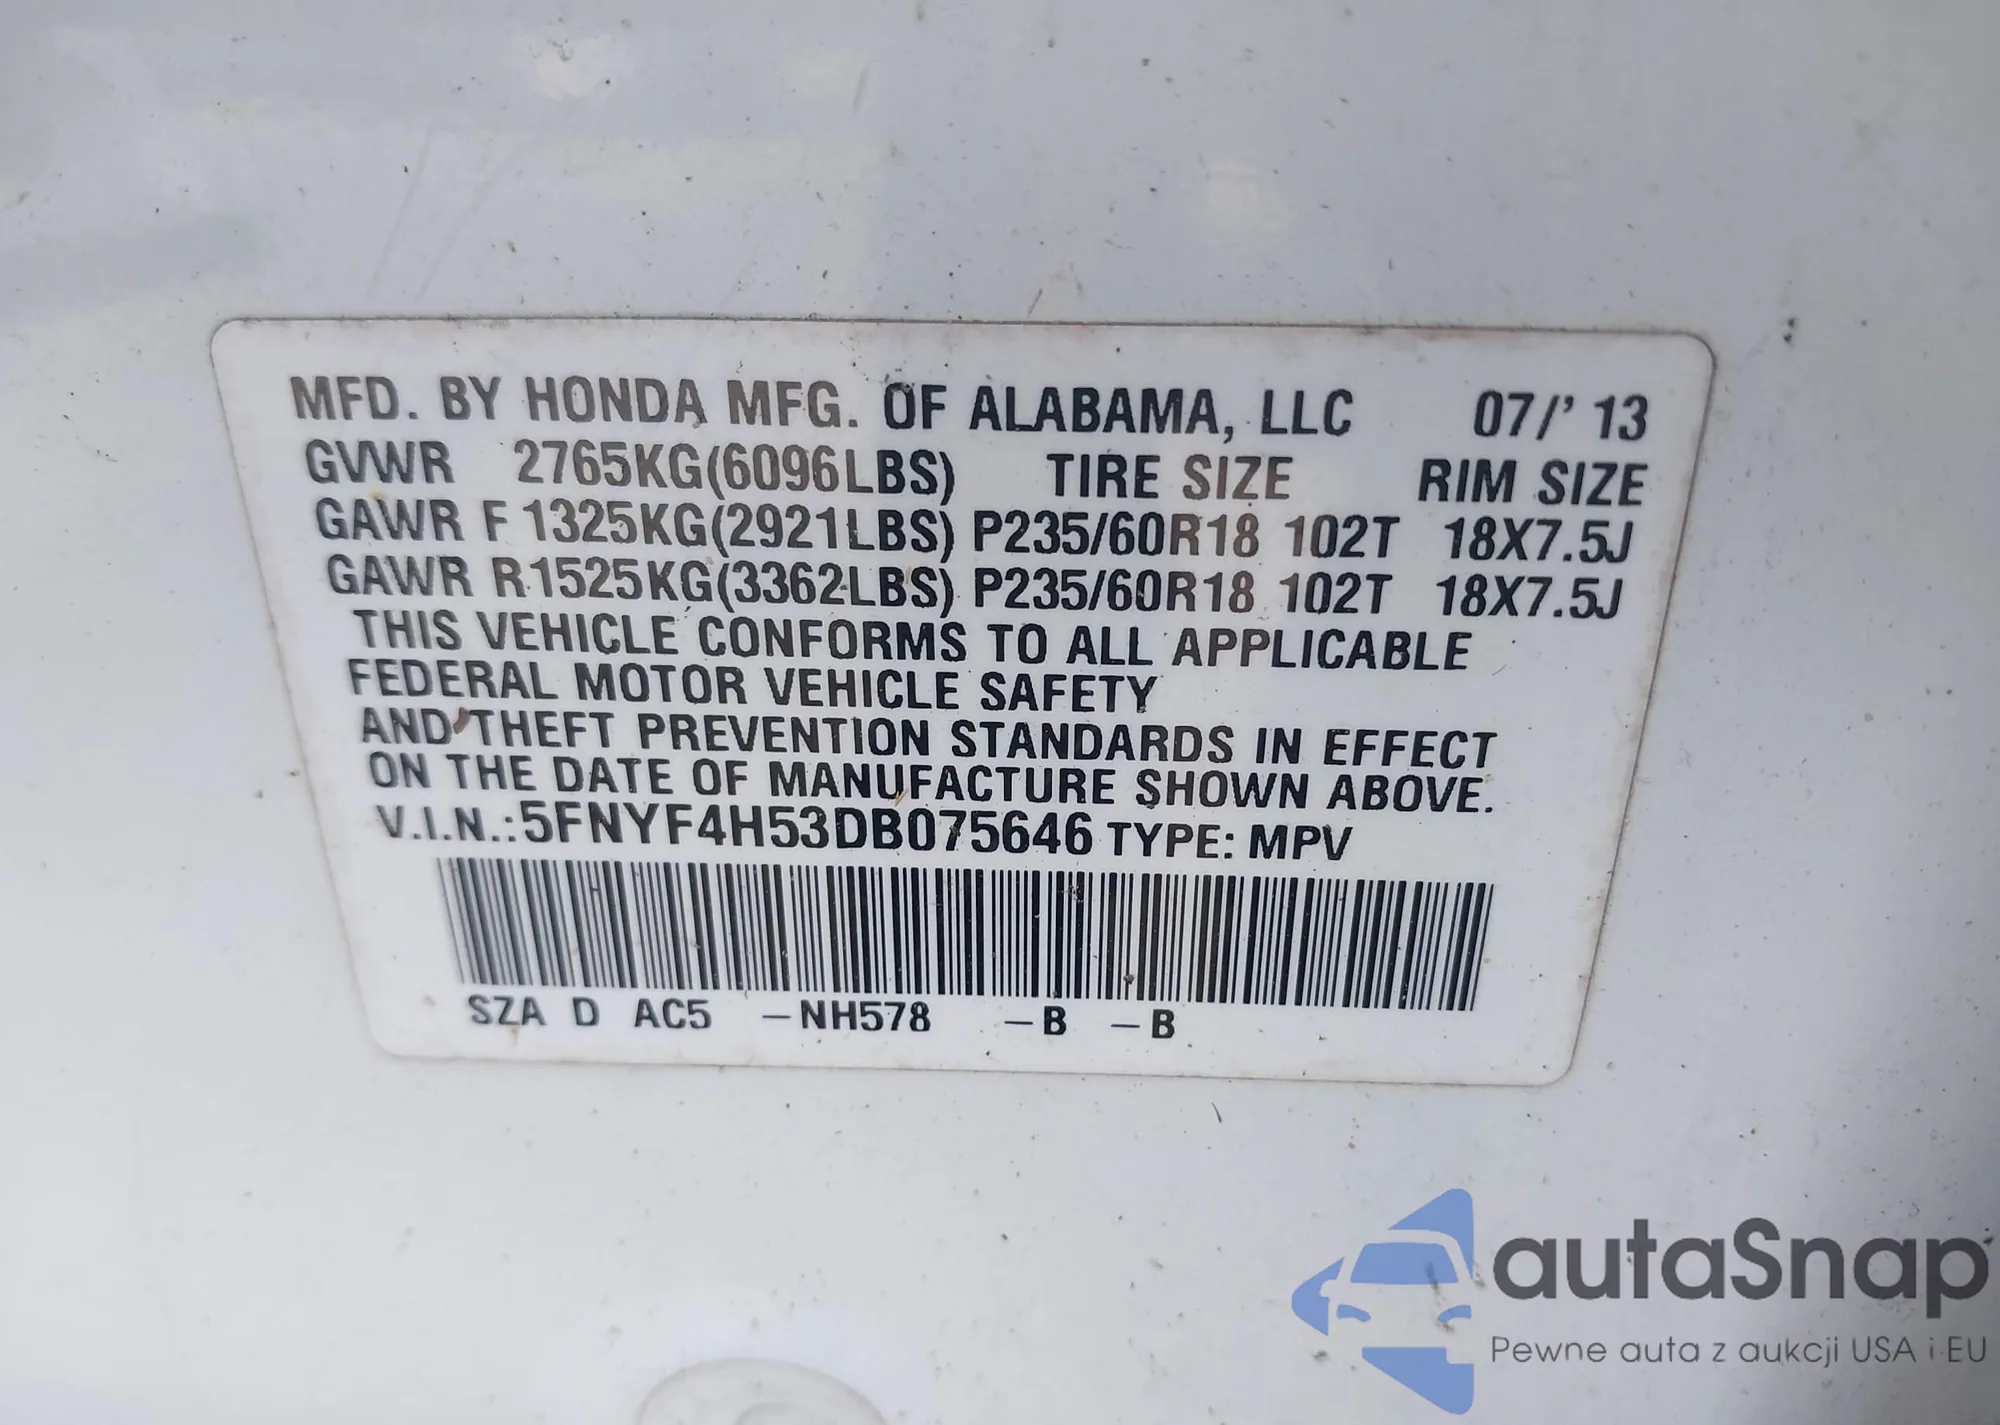 MFD. BY HONDA MFG. OF ALABAMA, LLC 07/' 13
GVWR 2765KG(6096LBS) TIRE SIZE RIM SIZE
GAWR F 1325KG(2921LBS) P235/60R18 102T 18X7.5J
GAWR R1525KG(3362LBS) P235/60R18 102T 18X7.5J
THIS VEHICLE CONFORMS TO ALL APPLICABLE
FEDERAL MOTOR VEHICLE SAFETY
AND THEFT PREVENTION STANDARDS IN EFFECT
ON THE DATE OF MANUFACTURE SHOWN ABOVE.
V.I.N.:5FNYF4H53DB075646 TYPE: MPV
SZA D AC5 -NH578 -B -B
autaSnap
Pewne auta z aukcji USA i EU